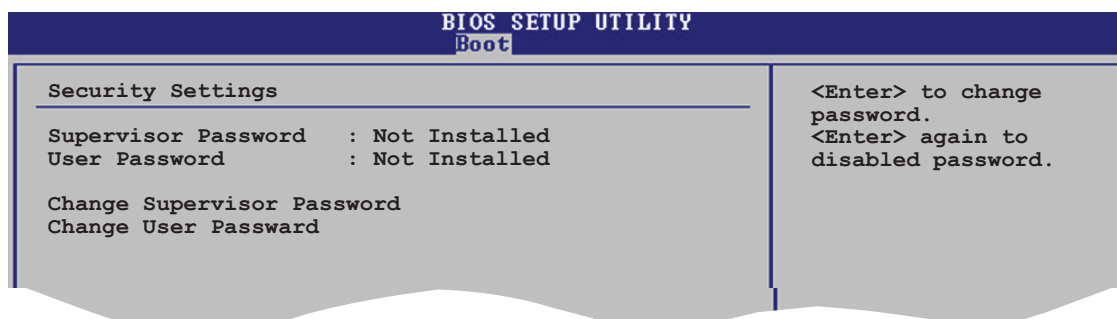 BIOS SETUP UTILITY
Boot
Security Settings
Supervisor Password : Not Installed
User Password : Not Installed
Change Supervisor Password
Change User Passward
<Enter> to change
password.
<Enter> again to
disabled password.